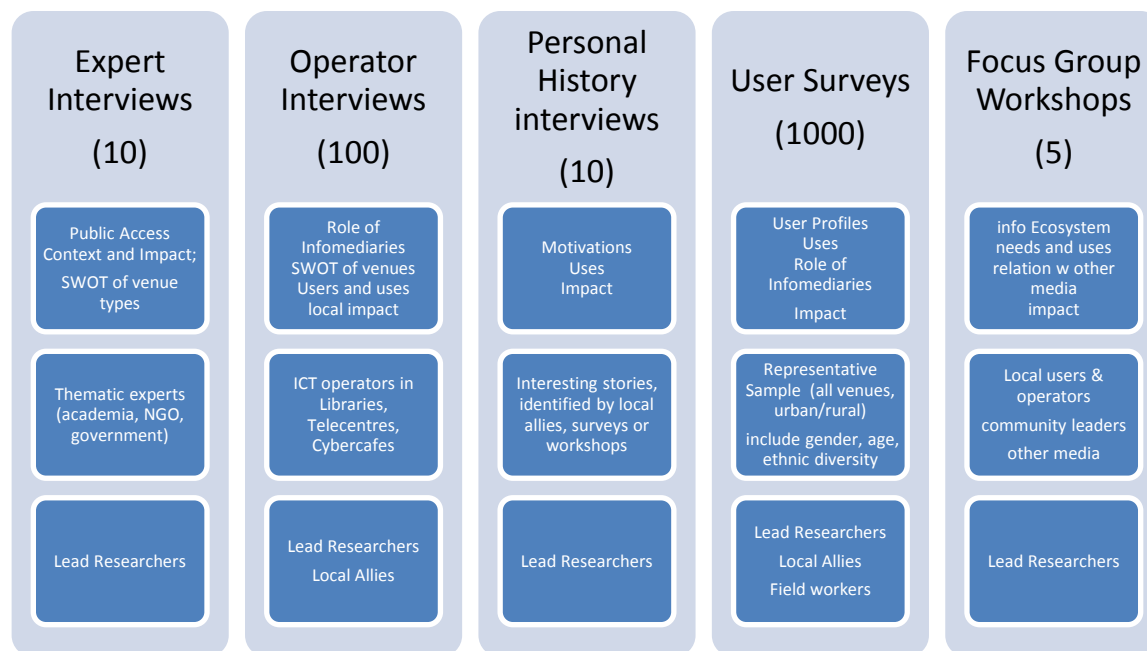 Expert
Interviews
(10)
Public Access
Context and Impact;
SWOT of venue
types
Thematic experts
(academia, NGO,
government)
Lead Researchers
Operator
Interviews
(100)
Role of
Infomediaries
SWOT of venues
Users and uses
local impact
ICT operators in
Libraries,
Telecentres,
Cybercafes
Lead Researchers
Local Allies
Personal
History
interviews
(10)
Motivations
Uses
Impact
Interesting stories,
identified by local
allies, surveys or
workshops
Lead Researchers
User Surveys
(1000)
User Profiles
Uses
Role of
Infomediaries
Impact
Representative
Sample (all venues,
urban/rural)
include gender, age,
ethnic diversity
Lead Researchers
Local Allies
Field workers
Focus Group
Workshops
(5)
info Ecosystem
needs and uses
relation w other
media
impact
Local users &
operators
community leaders
other media
Lead Researchers